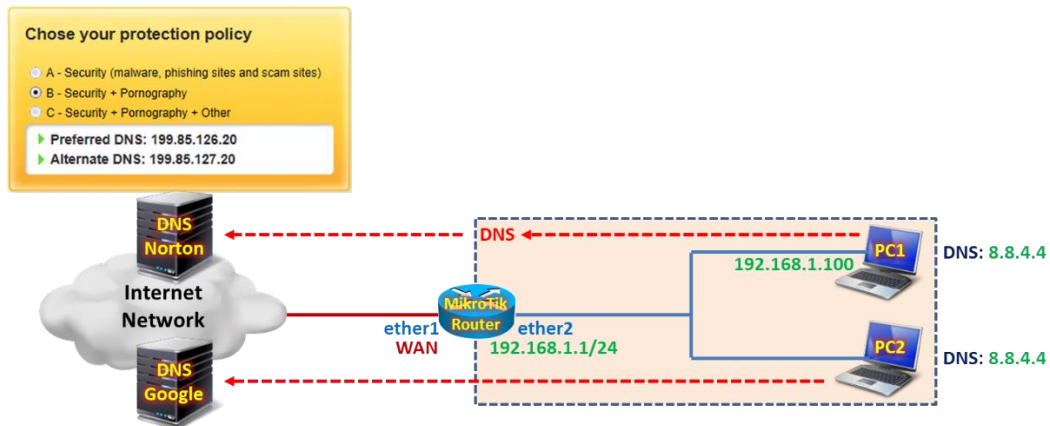 Chose your protection policy
A - Security (malware, phishing sites and scam sites)
B - Security + Pornography
C - Security + Pornography + Other
Preferred DNS: 199.85.126.20
Alternate DNS: 199.85.127.20
DNS
Norton
DNS
PC1
DNS: 8.8.4.4
192.168.1.100
Internet
Network
MikroTik
Router
ether1
WAN
ether2
192.168.1.1/24
PC2
DNS: 8.8.4.4
DNS
Google